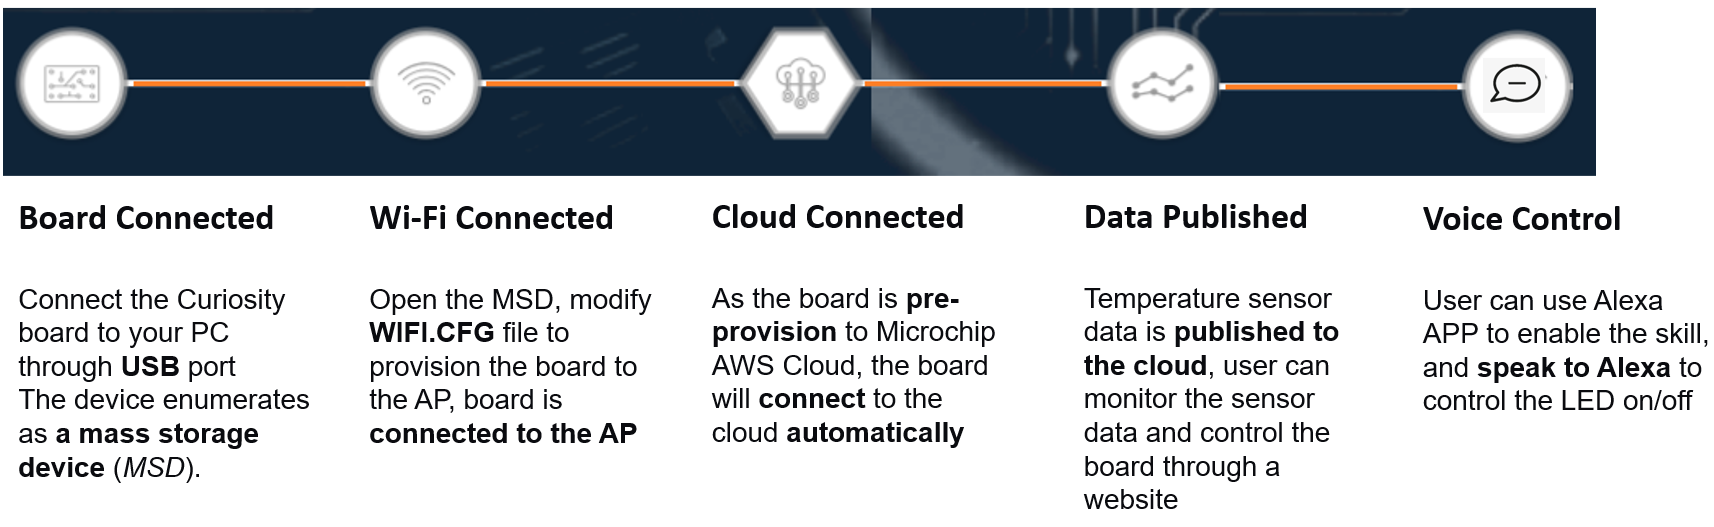 Board Connected
Connect the Curiosity
board to your PC
through USB port
The device enumerates
as a mass storage
device (MSD).
Wi-Fi Connected
Open the MSD, modify
WIFI.CFG file to
provision the board to
the AP, board is
connected to the AP
Cloud Connected
As the board is pre-
provision to Microchip
AWS Cloud, the board
will connect to the
cloud automatically
Data Published
Temperature sensor
data is published to
the cloud, user can
monitor the sensor
data and control the
board through a
website
Voice Control
User can use Alexa
APP to enable the skill,
and speak to Alexa to
control the LED on/off